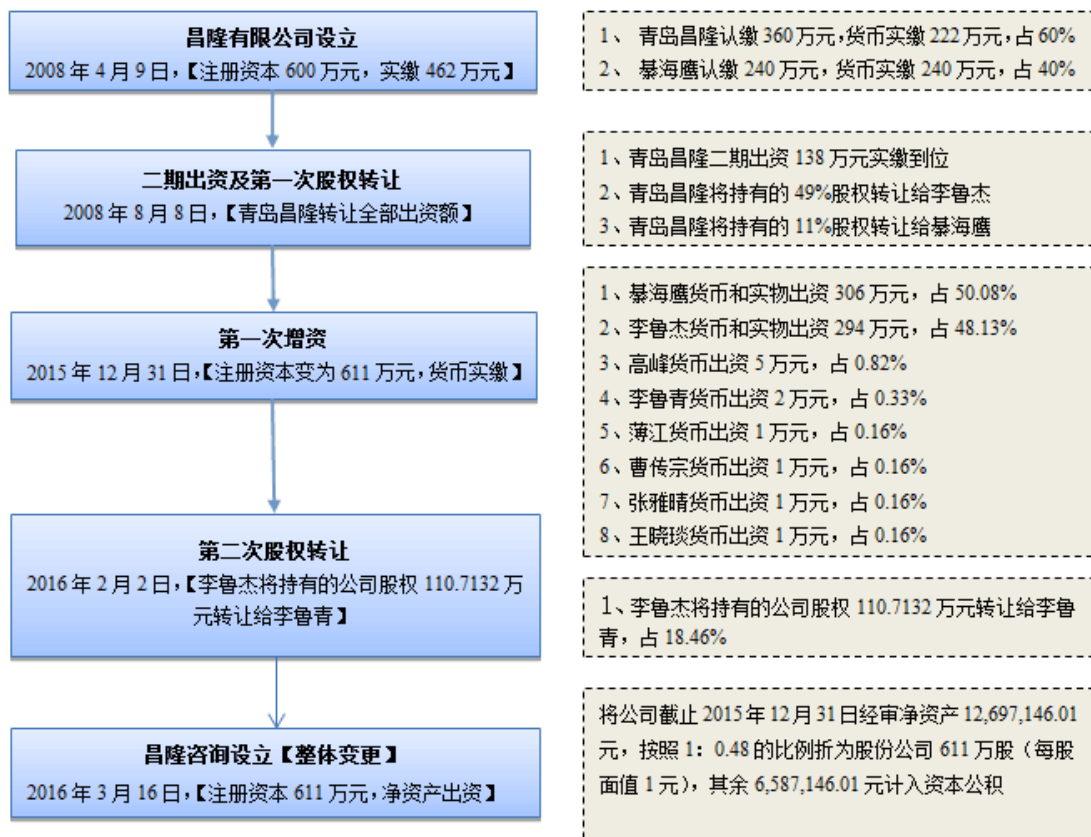 昌隆有限公司设立
2008 年 4 月 9 日，【注册资本 600 万元，实缴 462 万元】
1、 青岛昌隆认缴 360 万元，货币实缴 222 万元，占 60%
2、 綦海鹰认缴 240 万元，货币实缴 240 万元，占 40%
二期出资及第一次股权转让
2008 年 8 月 8 日，【青岛昌隆转让全部出资额】
1、青岛昌隆二期出资 138 万元实缴到位
2、青岛昌隆将持有的 49%股权转让给李鲁杰
3、青岛昌隆将持有的 11%股权转让给綦海鹰
第一次增资
2015 年 12 月 31 日，【注册资本变为 611 万元，货币实缴】
1、綦海鹰货币和实物出资 306 万元，占 50.08%
2、李鲁杰货币和实物出资 294 万元，占 48.13%
3、高峰货币出资 5 万元，占 0.82%
4、李鲁青货币出资 2 万元，占 0.33%
5、薄江货币出资 1 万元，占 0.16%
6、曹传宗货币出资 1 万元，占 0.16%
7、张雅晴货币出资 1 万元，占 0.16%
8、王晓琰货币出资 1 万元，占 0.16%
第二次股权转让
2016 年 2 月 2 日，【李鲁杰将持有的公司股权 110.7132 万
元转让给李鲁青】
1、李鲁杰将持有的公司股权 110.7132 万元转让给李鲁
青，占 18.46%
昌隆咨询设立【整体变更】
2016 年 3 月 16 日，【注册资本 611 万元，净资产出资】
将公司截止 2015 年 12 月 31 日经审净资产 12,697,146.01
元，按照 1：0.48 的比例折为股份公司 611 万股（每股
面值 1 元），其余 6,587,146.01 元计入资本公积